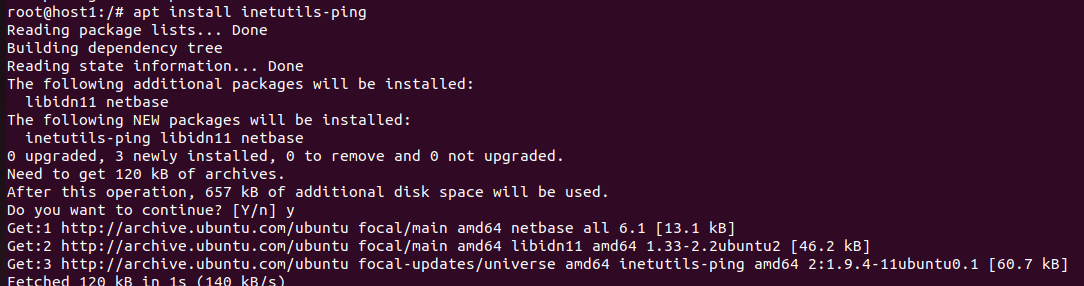 root@host1:/# apt install inetutils-ping
Reading package lists... Done
Building dependency tree
Reading state information... Done
The following additional packages will be installed:
  libidn11 netbase
The following NEW packages will be installed:
  inetutils-ping libidn11 netbase
0 upgraded, 3 newly installed, 0 to remove and 0 not upgraded.
Need to get 120 kB of archives.
After this operation, 657 kB of additional disk space will be used.
Do you want to continue? [Y/n] y
Get:1 http://archive.ubuntu.com/ubuntu focal/main amd64 netbase all 6.1 [13.1 kB]
Get:2 http://archive.ubuntu.com/ubuntu focal/main amd64 libidn11 amd64 1.33-2.2ubuntu2 [46.2 kB]
Get:3 http://archive.ubuntu.com/ubuntu focal-updates/universe amd64 inetutils-ping amd64 2:1.9.4-11ubuntu0.1 [60.7 kB]
Fetched 120 kB in 1s (140 kB/s)